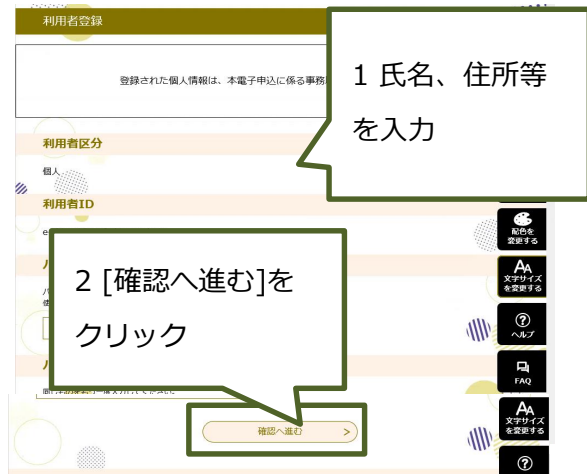 利用者登録
登録された個人情報は、本電子申込に係る事務
1 氏名、住所等
を入力
利用者区分
個人
利用者ID
e
配色を
変更する
2 [確認へ進む]を
クリック
AA
文字サイズ
を変更する
?
ヘルプ
FAQ
確認へ進む >
AA
文字サイズ
を変更する
?